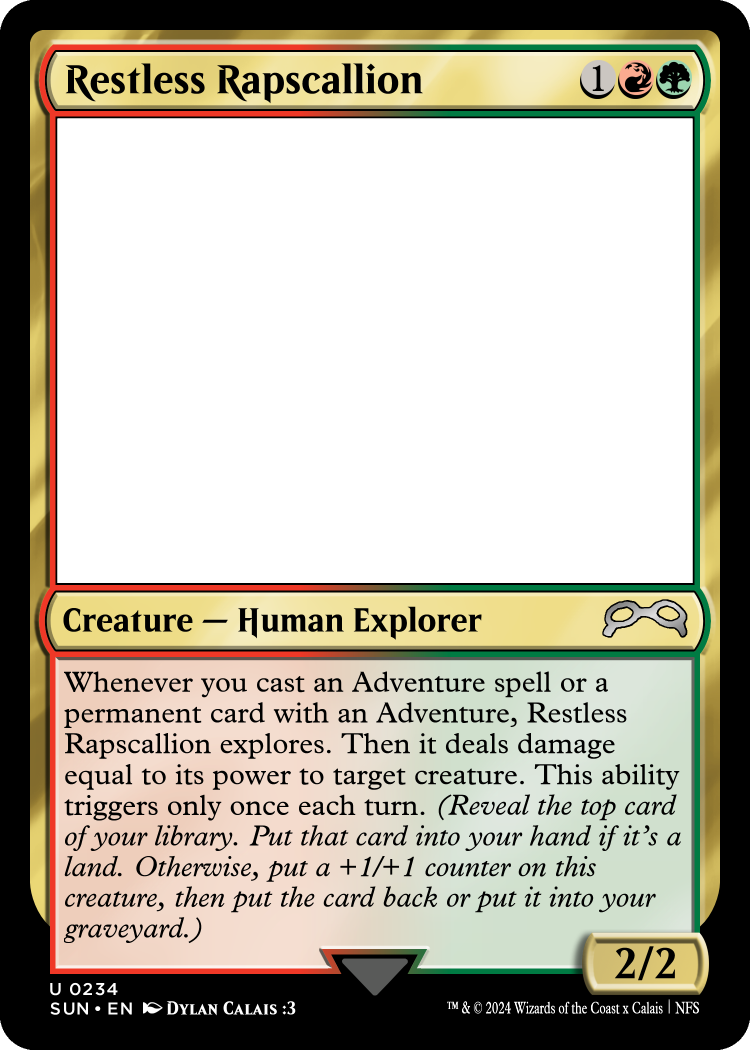 Restless Rapscallion 1
Creature — Human Explorer
Whenever you cast an Adventure spell or a
permanent card with an Adventure, Restless
Rapscallion explores. Then it deals damage
equal to its power to target creature. This ability
triggers only once each turn. (Reveal the top card
of your library. Put that card into your hand if it's a
land. Otherwise, put a +1/+1 counter on this
creature, then put the card back or put it into your
graveyard.)
2/2
U 0234
SUN • EN DYLAN CALAIS :3
™ & © 2024 Wizards of the Coast x Calais | NFS